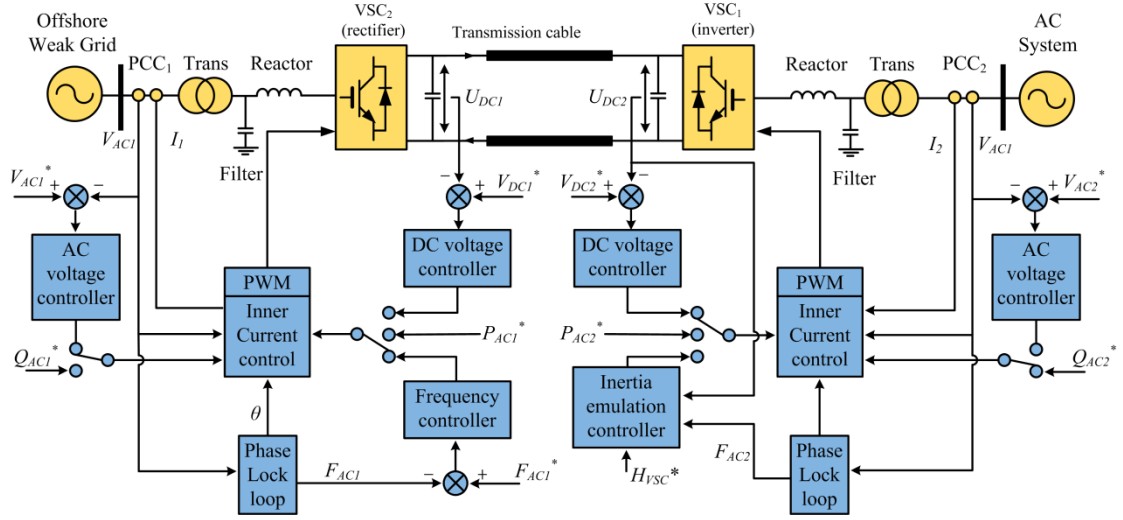 Offshore
Weak Grid
PCC1
Trans
Reactor
VSC2
(rectifier)
Transmission cable
VSC1
(inverter)
Reactor
Trans
PCC2
AC
System
VAC1
I1
Filter
UDC1
UDC2
Filter
I2
VAC1
VAC1*
+
−
−
+
VDC1*
VDC2*
+
−
−
+
VAC2*
AC
voltage
controller
DC voltage
controller
DC voltage
controller
AC
voltage
controller
PWM
Inner
Current
control
PWM
Inner
Current
control
PAC1*
PAC2*
QAC1*
QAC2*
θ
Frequency
controller
Inertia
emulation
controller
Phase
Lock
loop
FAC1
−
+
FAC1*
HVSC*
FAC2
Phase
Lock
loop